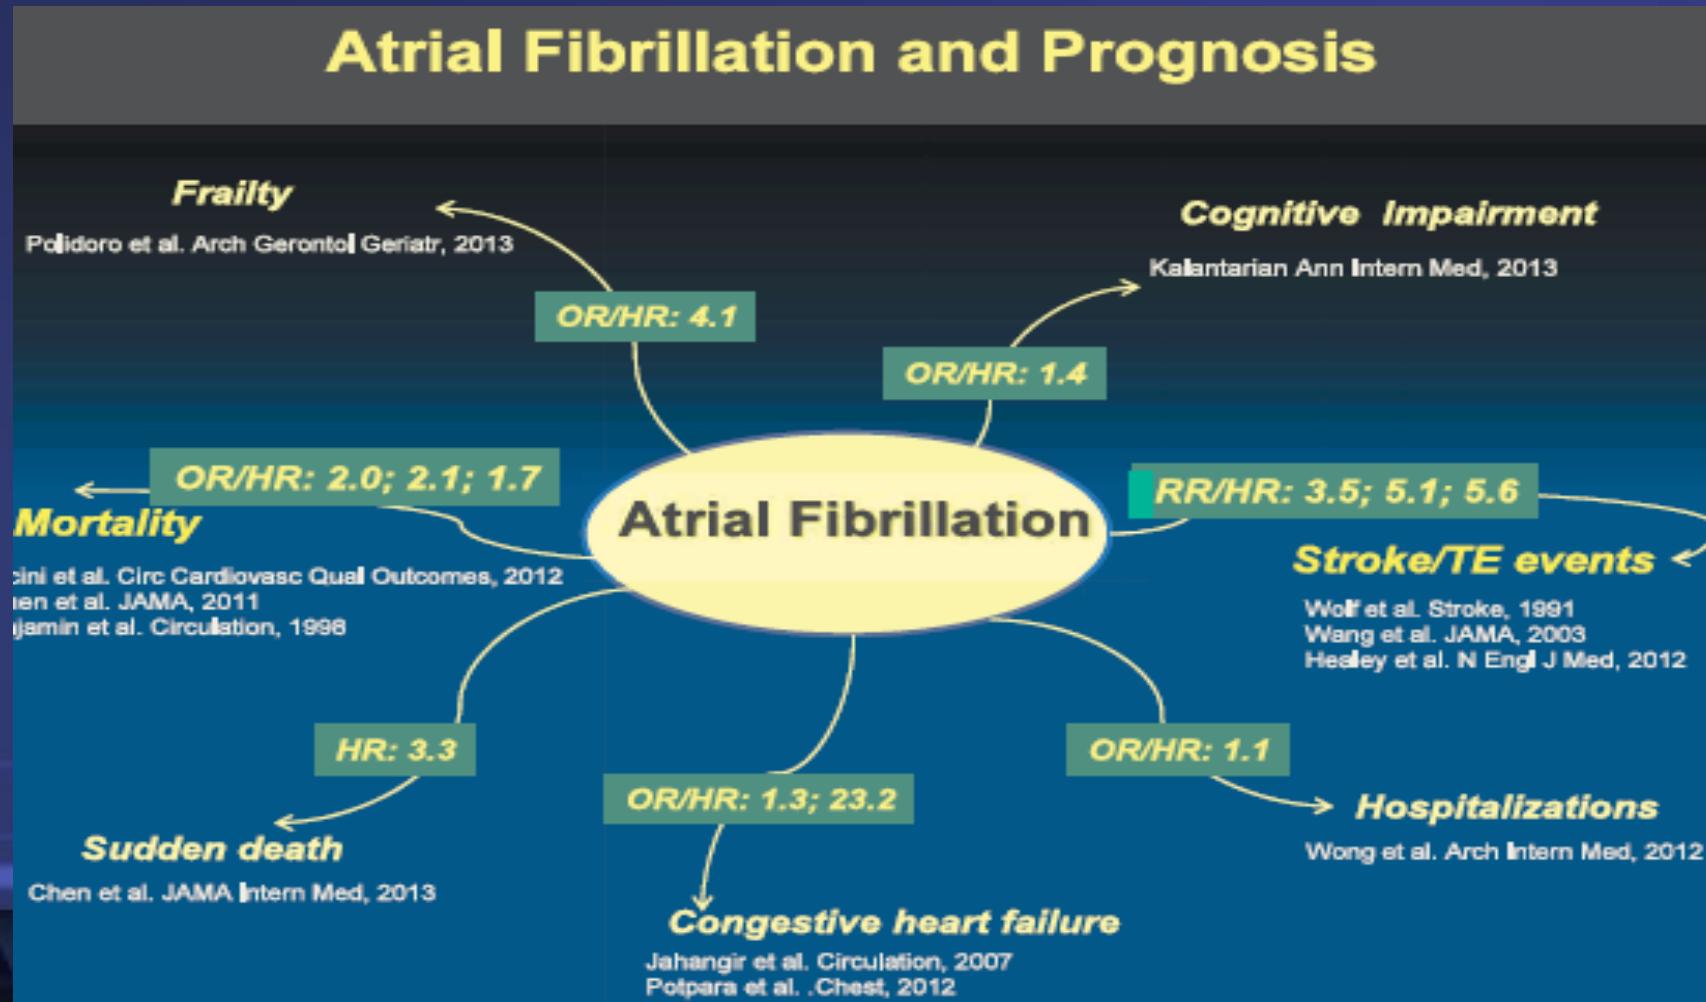 Atrial Fibrillation and Prognosis
Frailty
Polidoro et al. Arch Gerontol Geriatr, 2013
OR/HR: 4.1
Cognitive Impairment
Kalantarian Ann Intern Med, 2013
OR/HR: 1.4
OR/HR: 2.0; 2.1; 1.7
Mortality
et al. Circ Cardiovasc Qual Outcomes, 2012
et al. JAMA, 2011
et al. Circulation, 1998
Atrial Fibrillation
RR/HR: 3.5; 5.1; 5.6
Stroke/TE events
Wolf et al. Stroke, 1991
Wang et al. JAMA, 2003
Healey et al. N Engl J Med, 2012
HR: 3.3
Sudden death
Chen et al. JAMA Intern Med, 2013
OR/HR: 1.3; 23.2
Congestive heart failure
Jahangir et al. Circulation, 2007
Potpara et al. .Chest, 2012
OR/HR: 1.1
Hospitalizations
Wong et al. Arch Intern Med, 2012